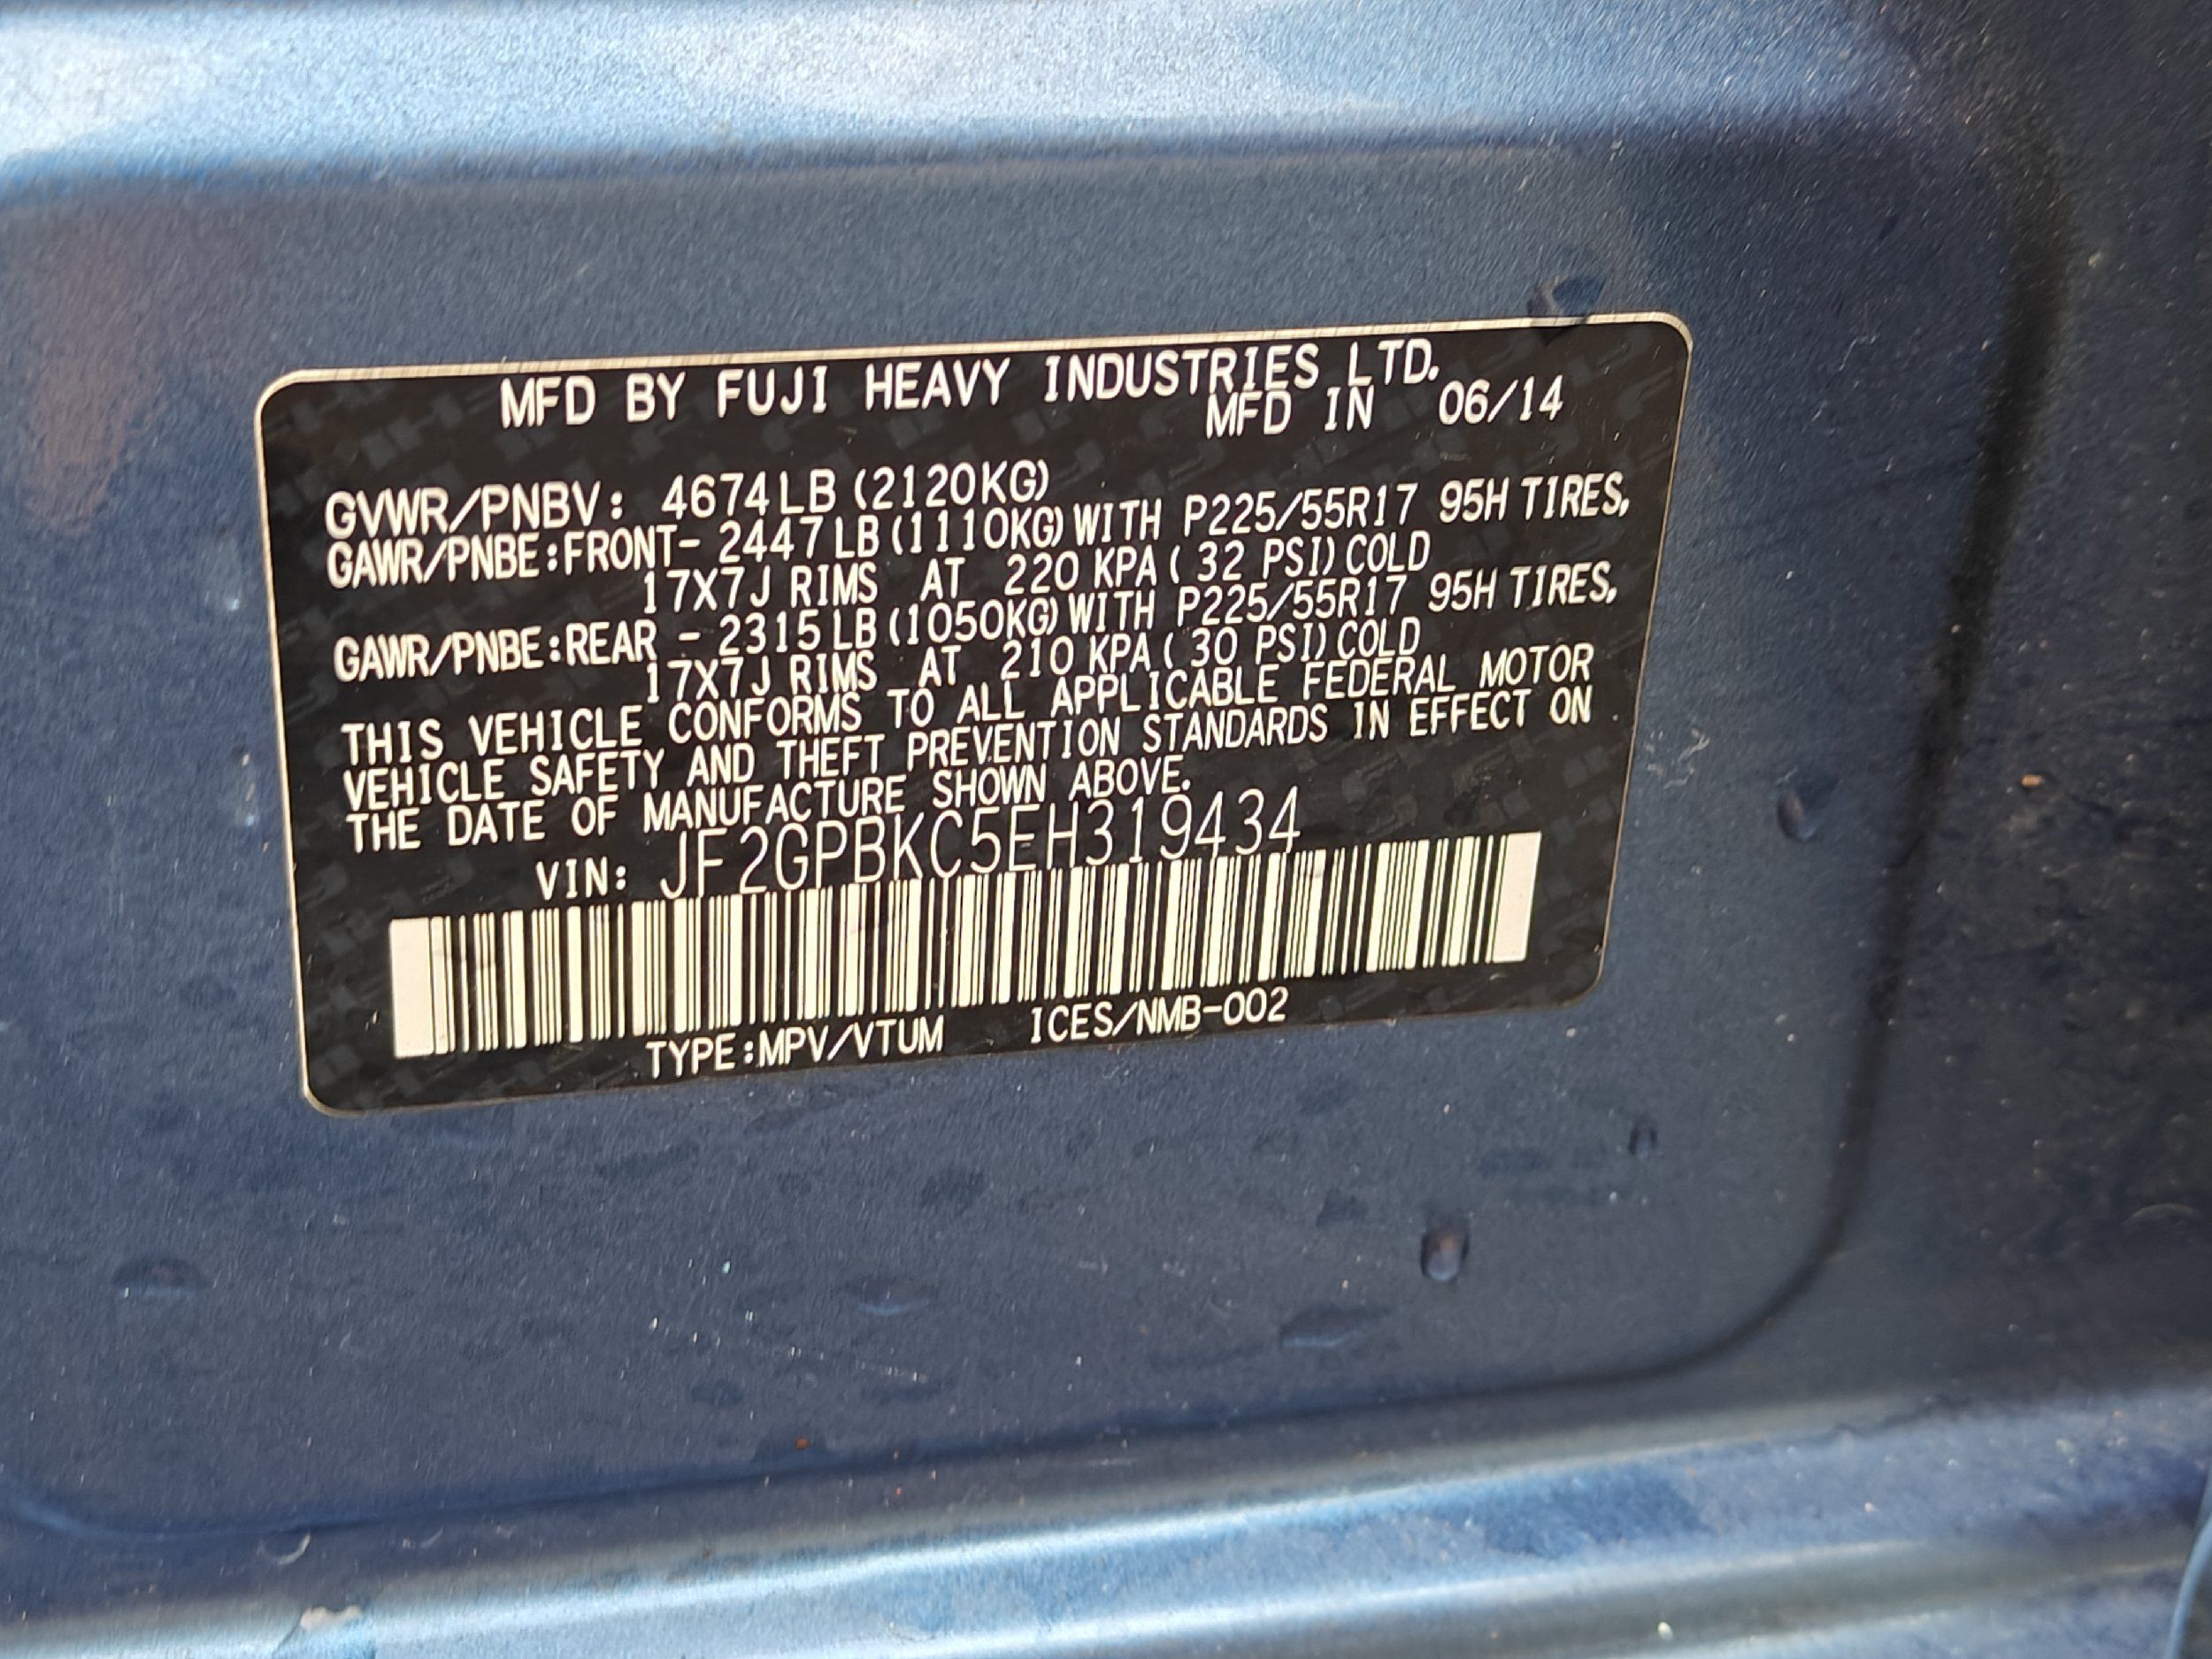 MFD BY FUJI HEAVY INDUSTRIES LTD.
MFD IN 06/14
GVWR/PNBV: 4674LB (2120KG)
GAWR/PNBE:FRONT- 2447LB (1110KG) WITH P225/55R17 95H TIRES,
17X7J RIMS AT 220 KPA ( 32 PSI) COLD
GAWR/PNBE:REAR - 2315LB (1050KG) WITH P225/55R17 95H TIRES,
17X7J RIMS AT 210 KPA ( 30 PSI) COLD
THIS VEHICLE CONFORMS TO ALL APPLICABLE FEDERAL MOTOR
VEHICLE SAFETY AND THEFT PREVENTION STANDARDS IN EFFECT ON
THE DATE OF MANUFACTURE SHOWN ABOVE.
VIN: JF2GPBKC5EH319434
TYPE:MPV/VTUM ICES/NMB-002